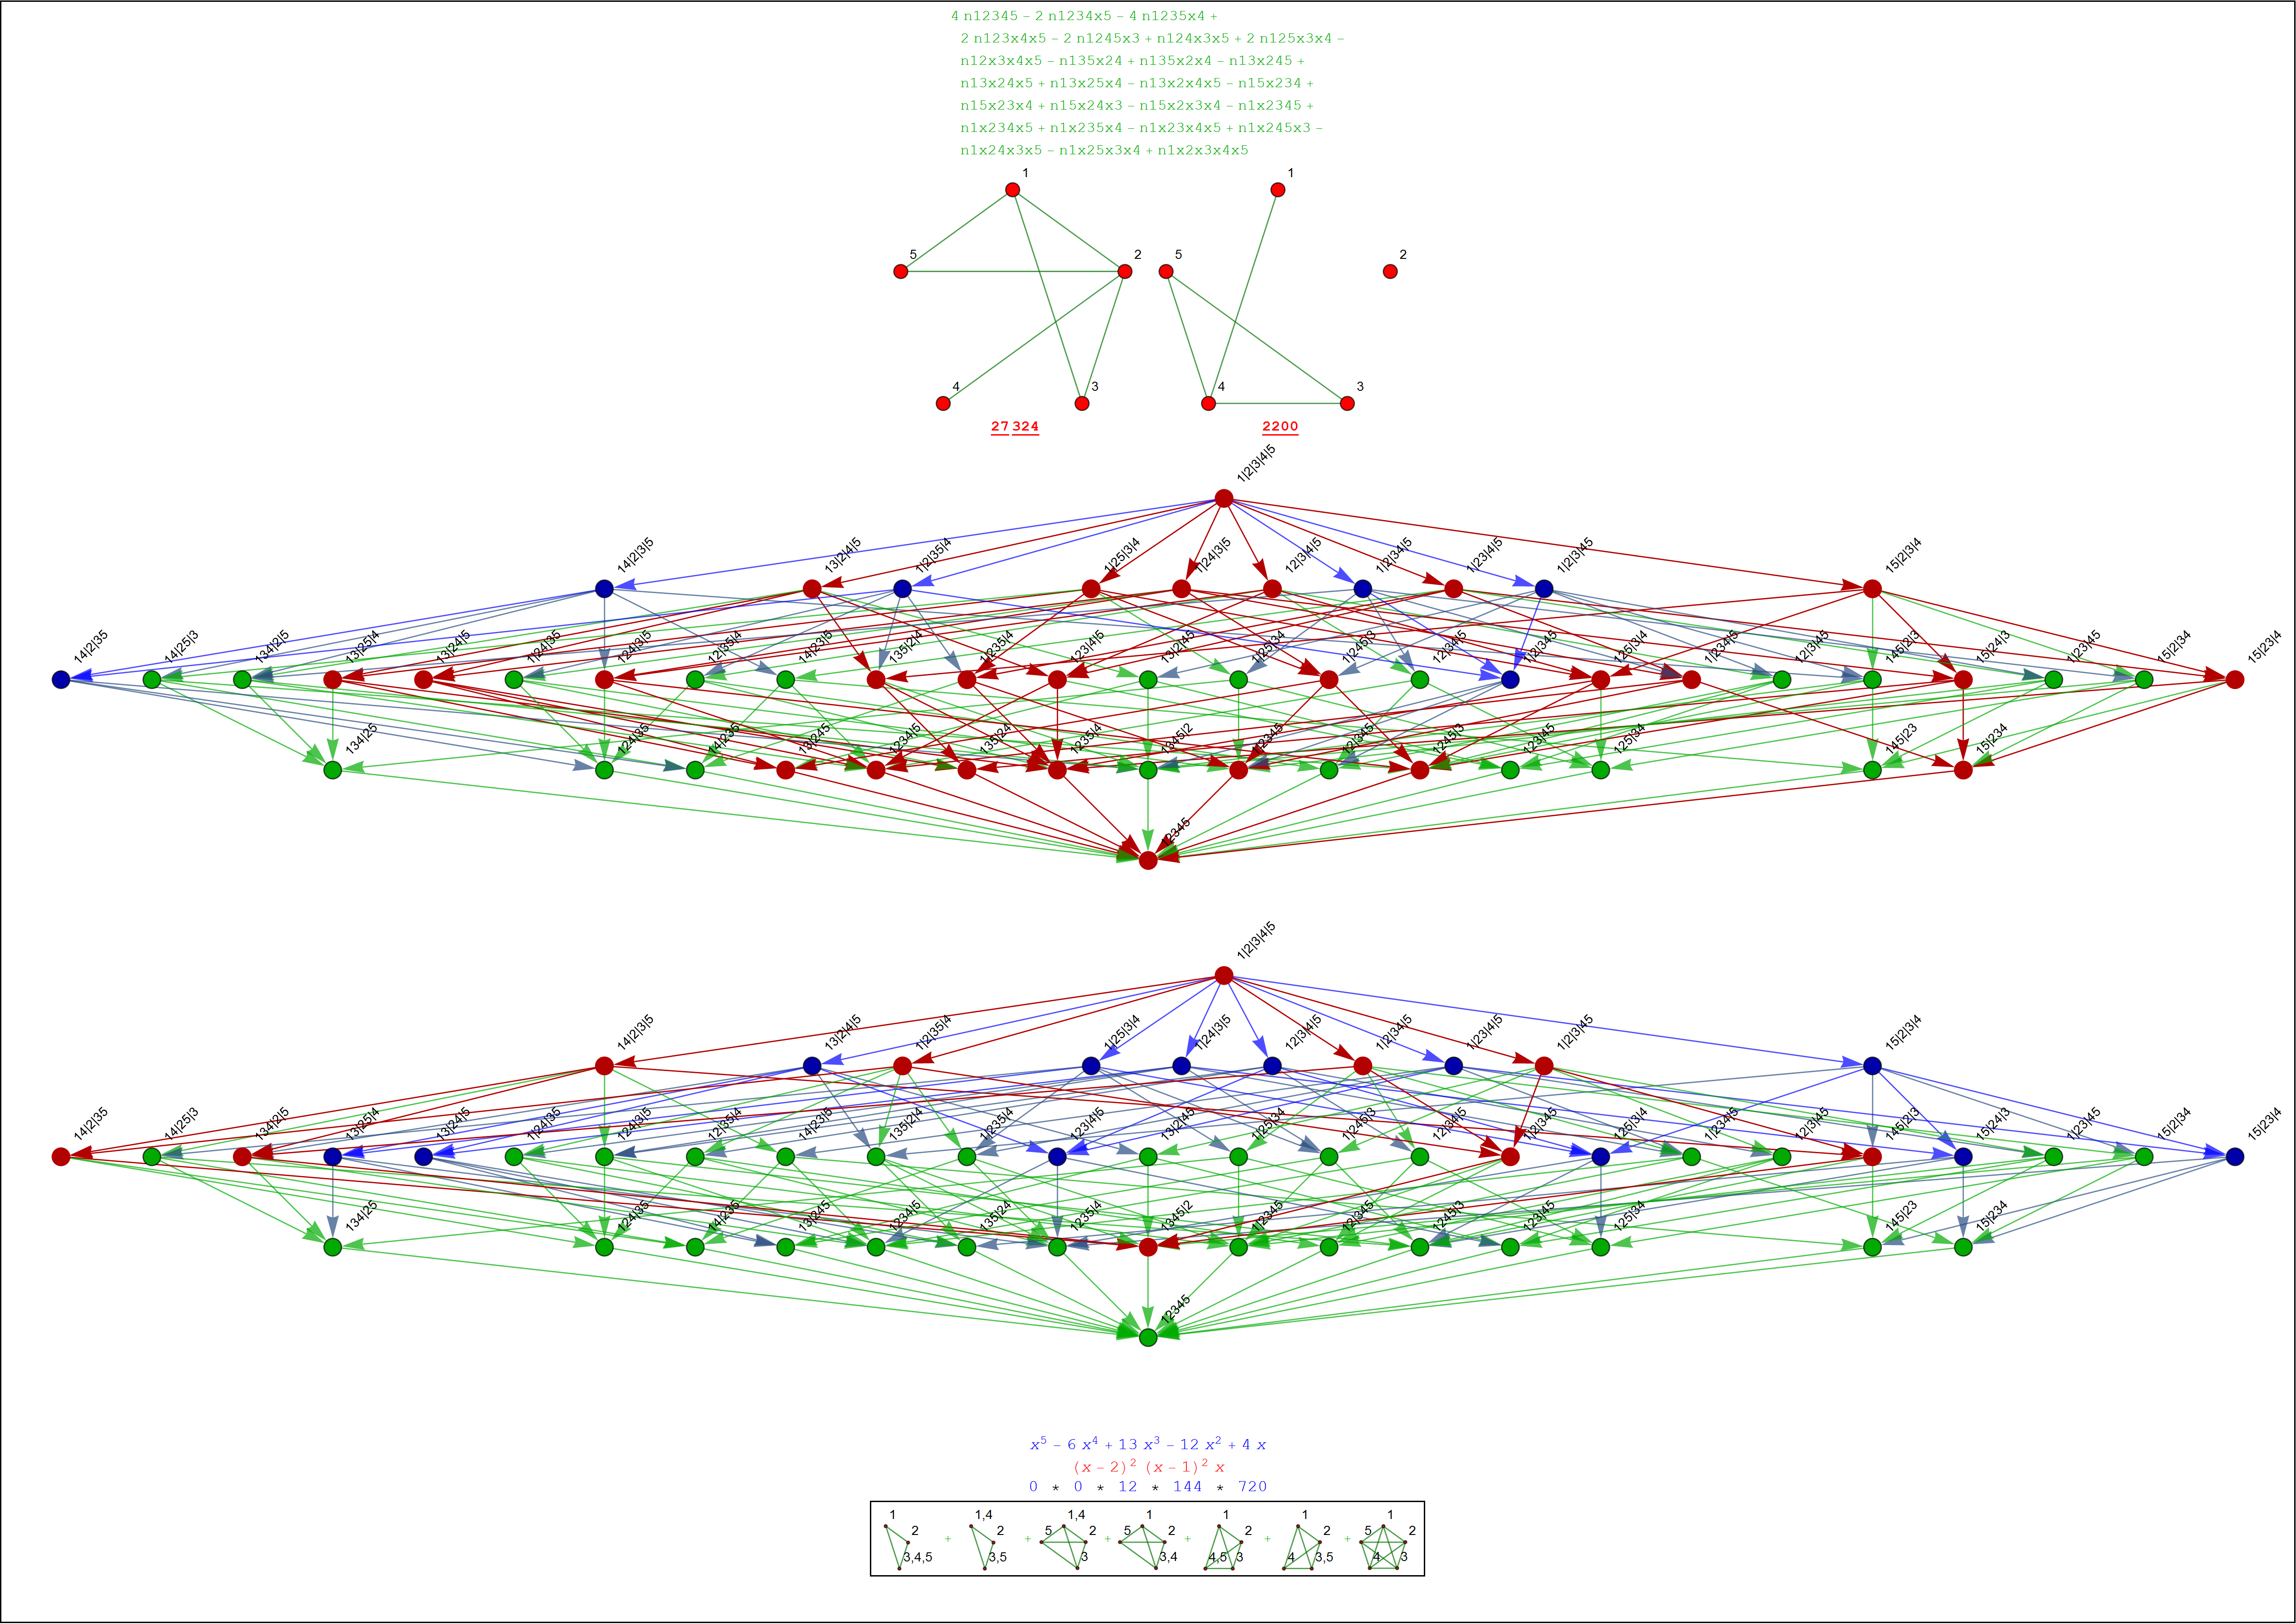 4 n12345 – 2 n1234x5 – 4 n1235x4 +
2 n123x4x5 – 2 n1245x3 + n124x3x5 + 2 n125x3x4 –
n12x3x4x5 – n135x24 + n135x2x4 – n13x245 +
n13x24x5 + n13x25x4 – n13x2x4x5 – n15x234 +
n15x23x4 + n15x24x3 – n15x2x3x4 – n1x2345 +
n1x234x5 + n1x235x4 – n1x23x4x5 + n1x245x3 –
n1x24x3x5 – n1x25x3x4 + n1x2x3x4x5
1 1
5 2 5 2
4 3 4 3
27 324 2200
1|2|3|4|5
14|2|3|5 13|2|4|5 1|2|35|4 1|25|3|4 1|24|3|5 12|3|4|5 1|2|34|5 1|23|4|5 1|2|3|45 15|2|3|4
14|2|35 14|25|3 134|2|5 13|25|4 13|24|5 1|24|35 124|3|5 12|35|4 14|23|5 135|2|4 1|235|4 123|4|5 13|2|45 1|25|34 1|245|3 12|34|5 1|2|345 125|3|4 1|234|5 12|3|45 145|2|3 15|24|3 1|23|45 15|2|34 15|23|4
134|25 124|35 14|235 13|245 1234|5 135|24 1235|4 1345|2 1|2345 12|345 1245|3 123|45 125|34 145|23 15|234
12345
1|2|3|4|5
14|2|3|5 13|2|4|5 1|2|35|4 1|25|3|4 1|24|3|5 12|3|4|5 1|2|34|5 1|23|4|5 1|2|3|45 15|2|3|4
14|2|35 14|25|3 134|2|5 13|25|4 13|24|5 1|24|35 124|3|5 12|35|4 14|23|5 135|2|4 1|235|4 123|4|5 13|2|45 1|25|34 1|245|3 12|34|5 1|2|345 125|3|4 1|234|5 12|3|45 145|2|3 15|24|3 1|23|45 15|2|34 15|23|4
134|25 124|35 14|235 13|245 1234|5 135|24 1235|4 1345|2 1|2345 12|345 1245|3 123|45 125|34 145|23 15|234
12345
x⁵ – 6 x⁴ + 13 x³ – 12 x² + 4 x
(x – 2)² (x – 1)² x
0 * 0 * 12 * 144 * 720
1 1,4 1,4 1 1 1 1
2 2 5 2 5 2 2 2 5 2
+ + + + + +
3,4,5 3,5 3 3,4 4,5 3 4 3,5 4 3